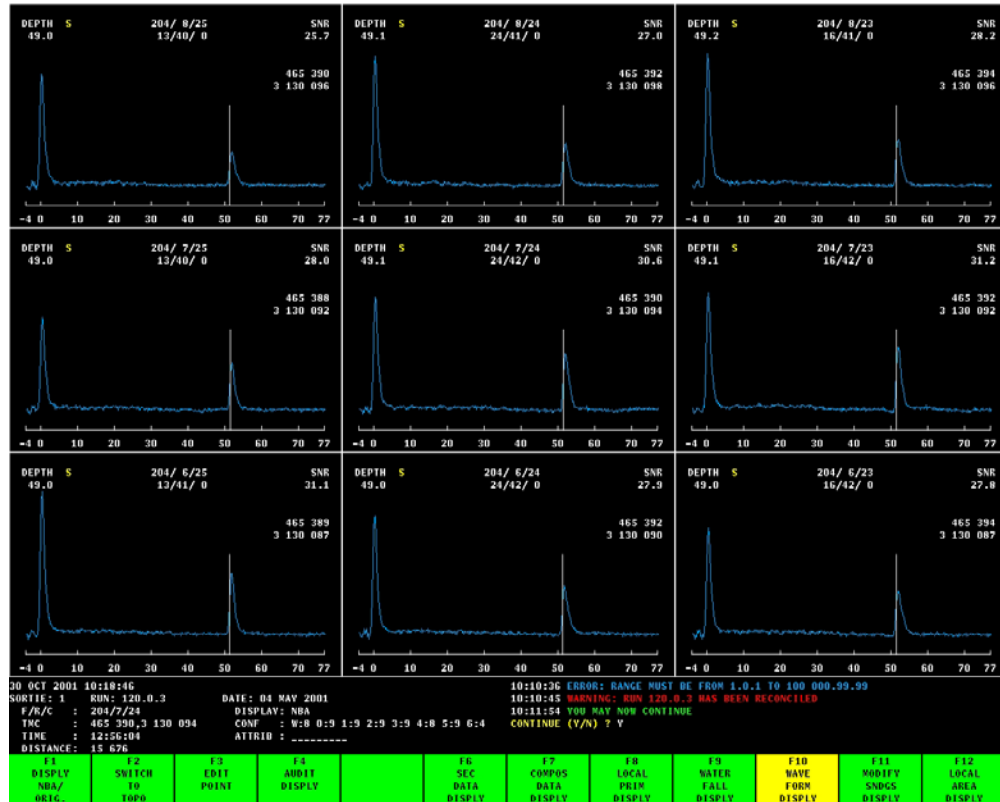 DEPTH S 204/ 8/25 SNR
49.0 13/40/ 0 25.7
465 390
3 130 096
-4 0 10 20 30 40 50 60 70 77
DEPTH S 204/ 8/24 SNR
49.1 24/41/ 0 27.0
465 392
3 130 098
-4 0 10 20 30 40 50 60 70 77
DEPTH S 204/ 8/23 SNR
49.2 16/41/ 0 28.2
465 394
3 130 096
-4 0 10 20 30 40 50 60 70 77
DEPTH S 204/ 7/25 SNR
49.0 13/40/ 0 28.0
465 388
3 130 092
-4 0 10 20 30 40 50 60 70 77
DEPTH S 204/ 7/24 SNR
49.1 24/42/ 0 30.6
465 390
3 130 094
-4 0 10 20 30 40 50 60 70 77
DEPTH S 204/ 7/23 SNR
49.1 16/42/ 0 31.2
465 392
3 130 092
-4 0 10 20 30 40 50 60 70 77
DEPTH S 204/ 6/25 SNR
49.0 13/41/ 0 31.1
465 389
3 130 087
-4 0 10 20 30 40 50 60 70 77
DEPTH S 204/ 6/24 SNR
49.0 24/42/ 0 27.9
465 392
3 130 090
-4 0 10 20 30 40 50 60 70 77
DEPTH S 204/ 6/23 SNR
49.0 16/42/ 0 27.8
465 394
3 130 087
-4 0 10 20 30 40 50 60 70 77
30 OCT 2001 10:18:46
SORTIE: 1 RUN: 120.0.3 DATE: 04 MAY 2001
F/R/C : 204/7/24 DISPLAY: NBA
TMC : 465 390,3 130 094 CONF : W:8 0:9 1:9 2:9 3:9 4:8 5:9 6:4
TIME : 12:56:04 ATTRIB : _________
DISTANCE: 15 676
10:10:36 ERROR: RANGE MUST BE FROM 1.0.1 TO 100 000.99.99
10:10:45 WARNING: RUN 120.0.3 HAS BEEN RECONCILED
10:11:54 YOU MAY NOW CONTINUE
CONTINUE (Y/N) ? Y
F1
DISPLY
NBA/
ORIG.
F2
SWITCH
TO
TOPO
F3
EDIT
POINT
F4
AUDIT
DISPLY
F6
SEC
DATA
DISPLY
F7
COMPOS
DATA
DISPLY
F8
LOCAL
PRIM
DISPLY
F9
WATER
FALL
DISPLY
F10
WAVE
FORM
DISPLY
F11
MODIFY
SNDGS
DISPLY
F12
LOCAL
AREA
DISPLY